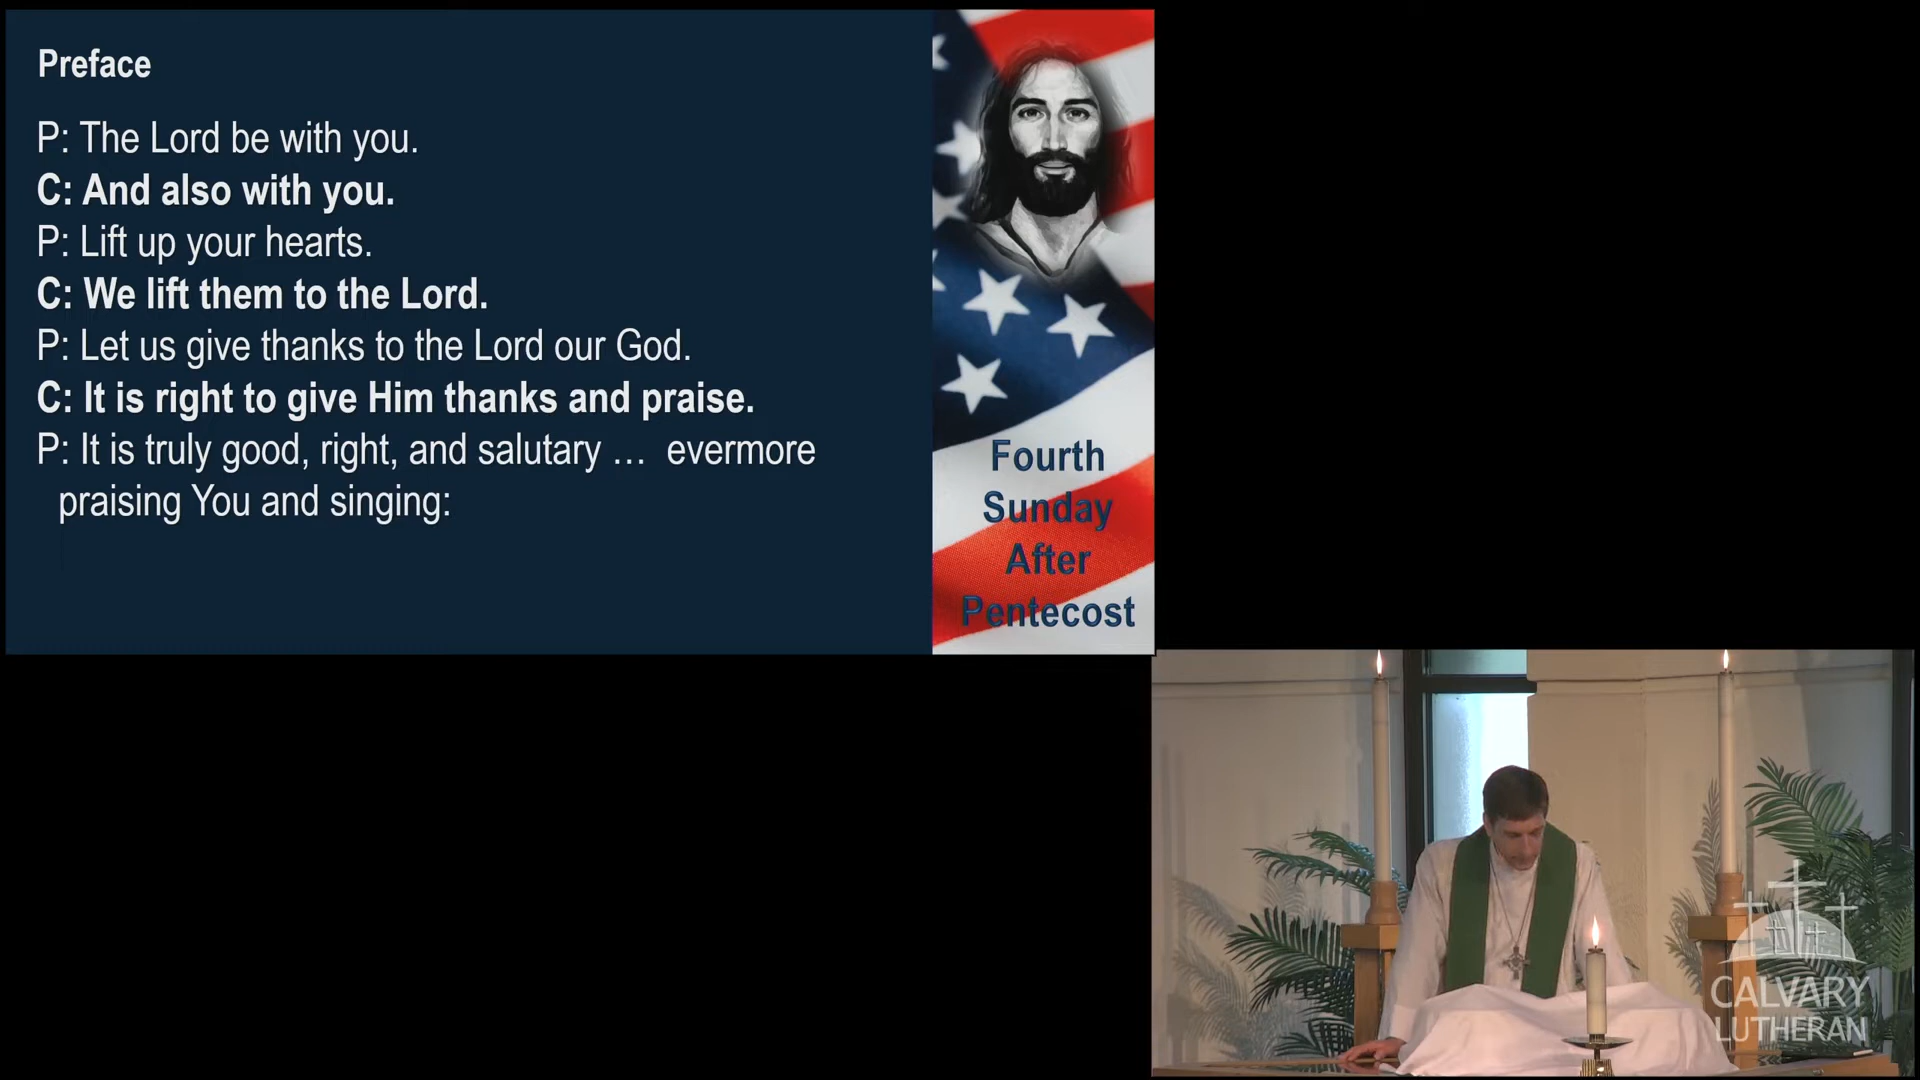 Preface
P: The Lord be with you.
C: And also with you.
P: Lift up your hearts.
C: We lift them to the Lord.
P: Let us give thanks to the Lord our God.
C: It is right to give Him thanks and praise.
P: It is truly good, right, and salutary … evermore
praising You and singing:
Fourth
Sunday
After
Pentecost
CALVARY
LUTHERAN